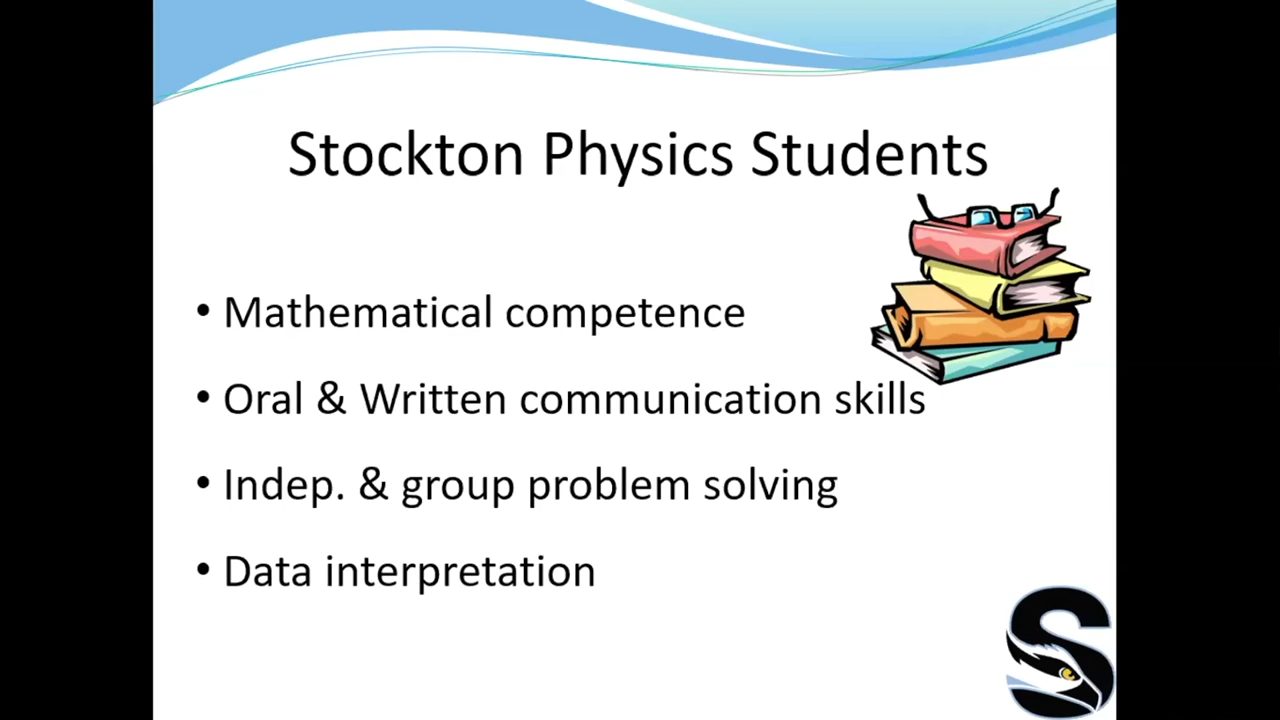 Stockton Physics Students
• Mathematical competence
• Oral & Written communication skills
• Indep. & group problem solving
• Data interpretation
S